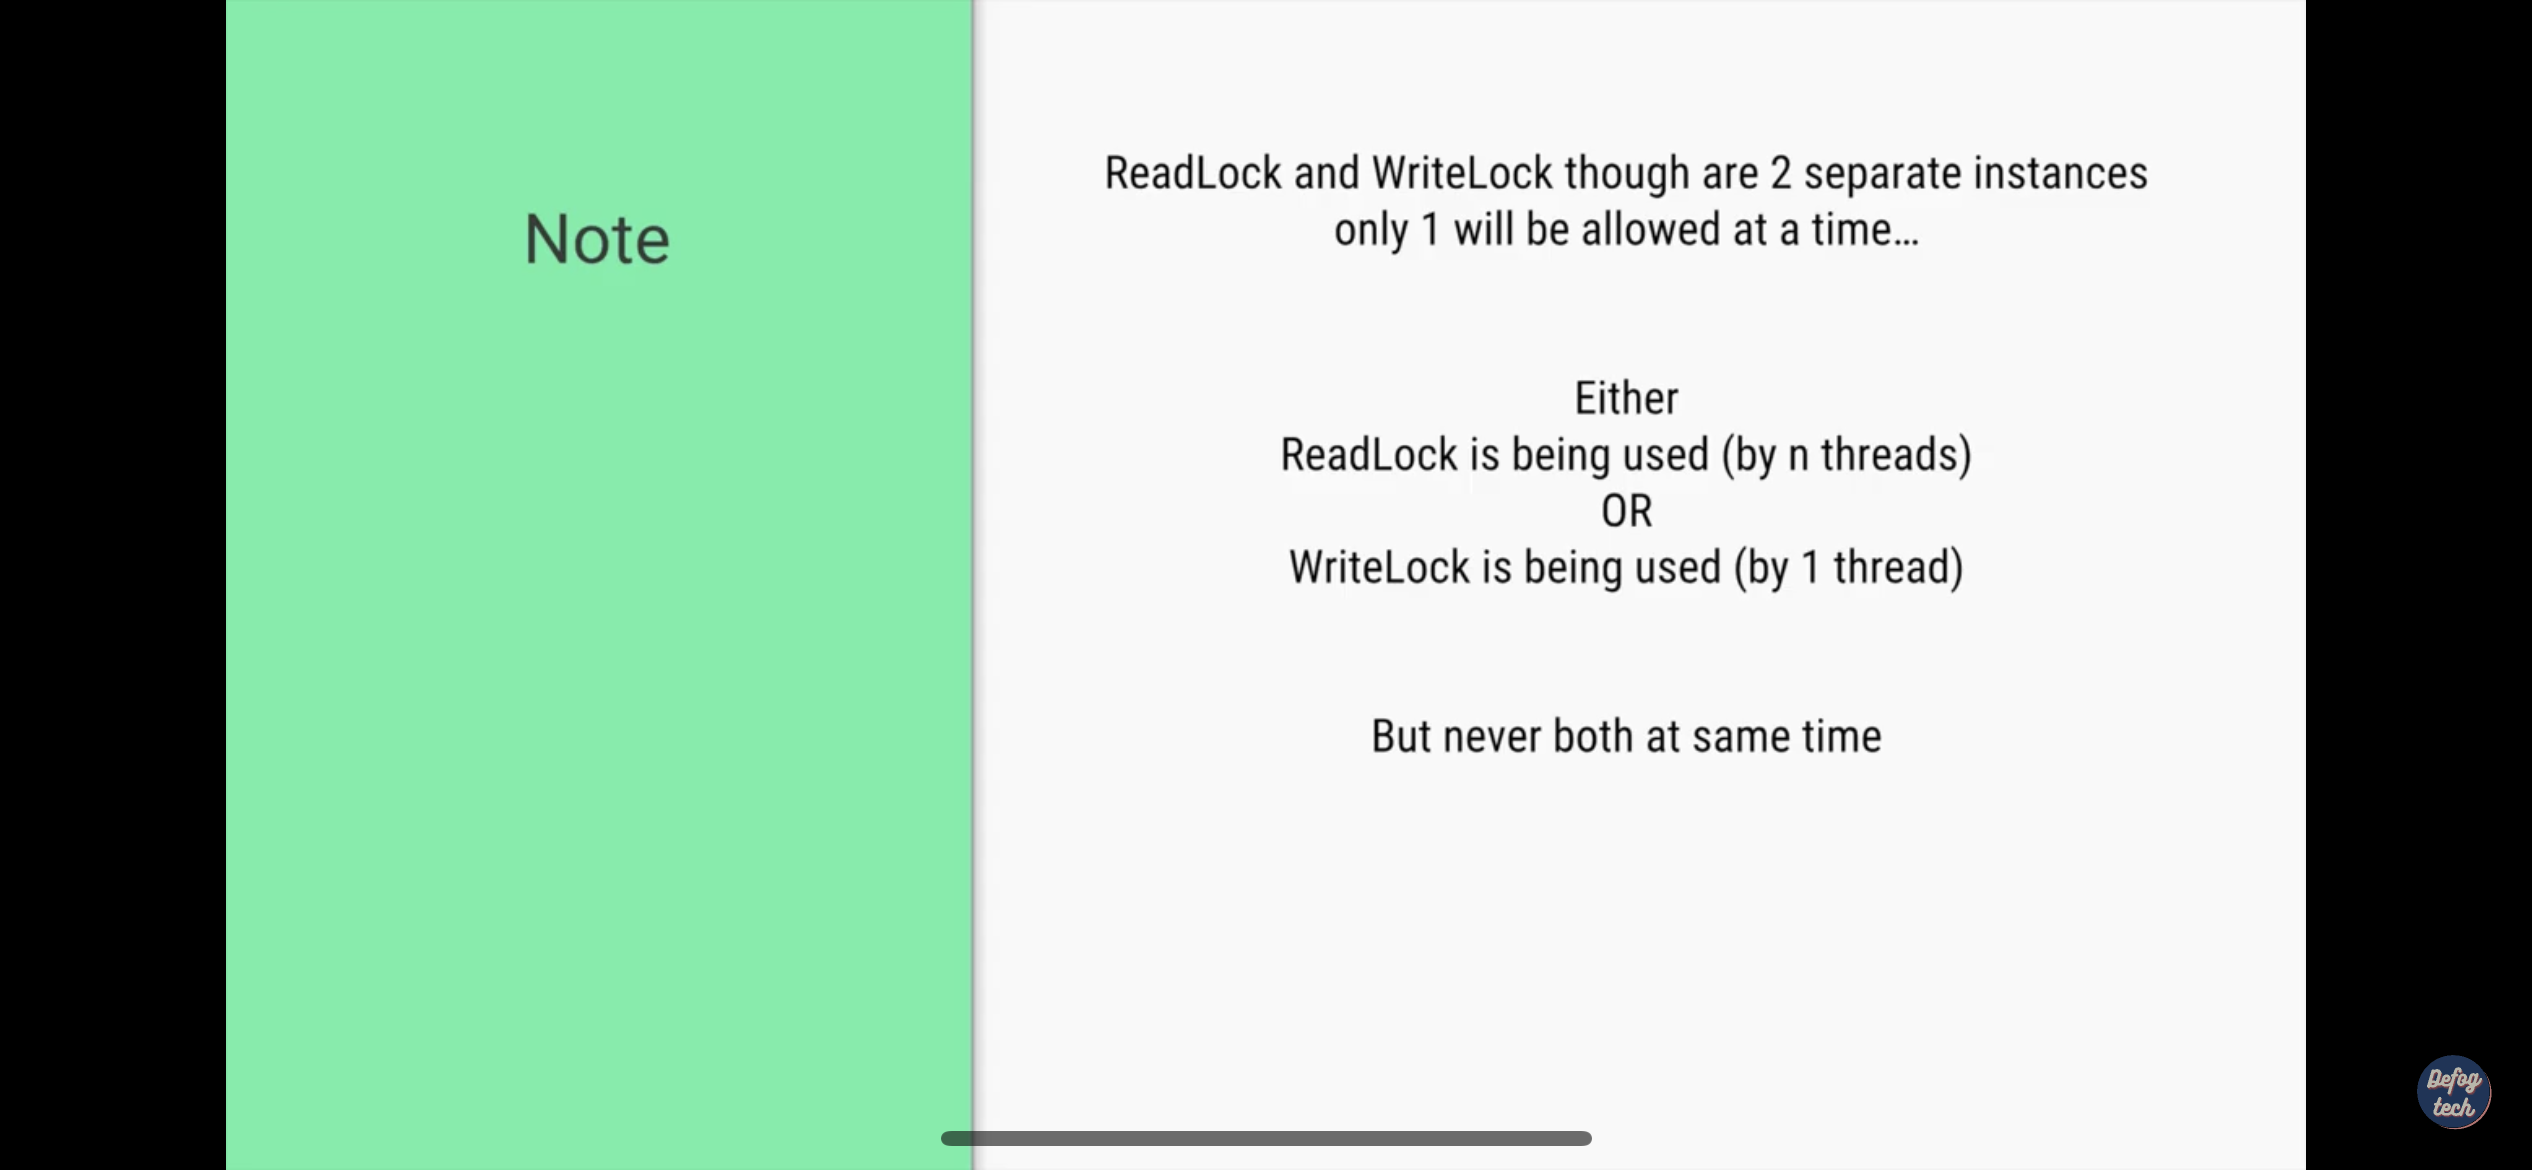 Note
ReadLock and WriteLock though are 2 separate instances
only 1 will be allowed at a time...
Either
ReadLock is being used (by n threads)
OR
WriteLock is being used (by 1 thread)
But never both at same time
Defog
tech